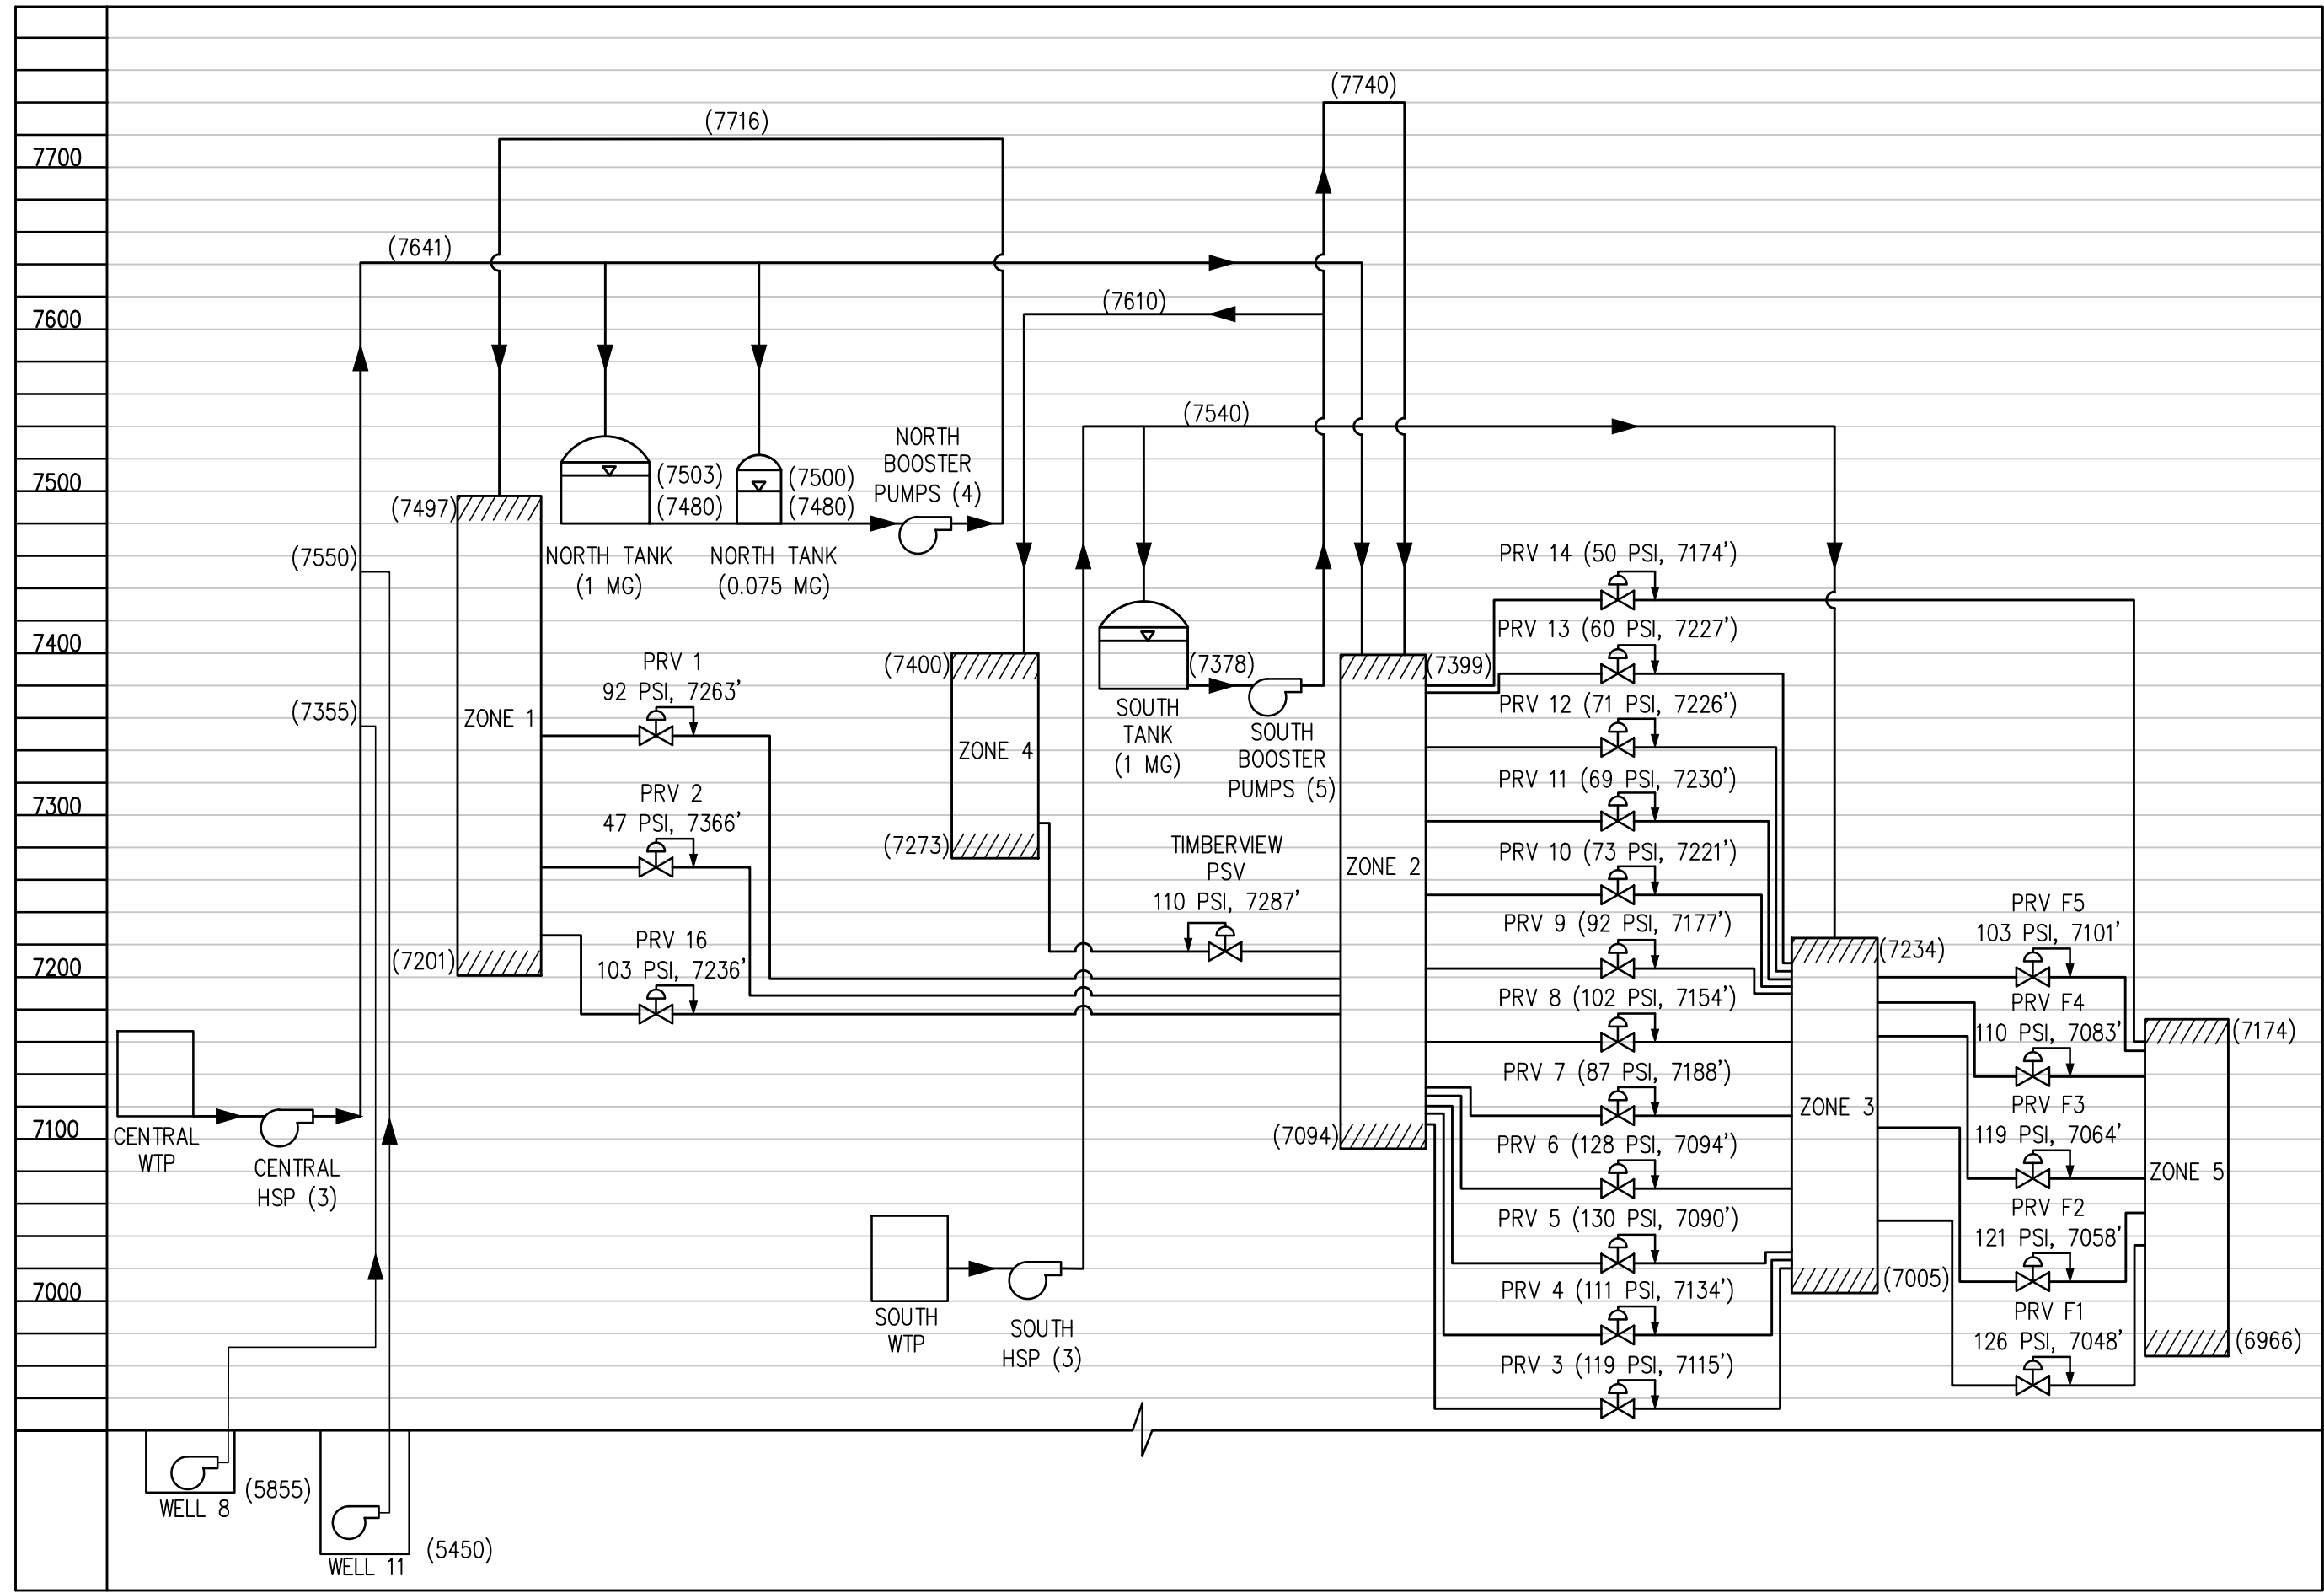 (7740)
(7716)
7700
(7641)
7600
(7610)
(7540)
NORTH
BOOSTER
PUMPS (4)
7500
(7503)
(7480)
(7500)
(7480)
(7497)
NORTH TANK
(1 MG)
NORTH TANK
(0.075 MG)
(7550)
PRV 14 (50 PSI, 7174')
PRV 13 (60 PSI, 7227')
7400
PRV 1
92 PSI, 7263'
(7400)
(7378)
(7399)
(7355)
ZONE 1
ZONE 4
SOUTH
TANK
(1 MG)
SOUTH
BOOSTER
PUMPS (5)
PRV 12 (71 PSI, 7226')
PRV 11 (69 PSI, 7230')
7300
PRV 2
47 PSI, 7366'
(7273)
TIMBERVIEW
PSV
110 PSI, 7287'
ZONE 2
PRV 10 (73 PSI, 7221')
PRV 9 (92 PSI, 7177')
PRV F5
103 PSI, 7101'
7200
(7201)
PRV 16
103 PSI, 7236'
(7234)
PRV 8 (102 PSI, 7154')
PRV F4
110 PSI, 7083'
(7174)
PRV 7 (87 PSI, 7188')
7100
CENTRAL
WTP
CENTRAL
HSP (3)
(7094)
ZONE 3
PRV F3
119 PSI, 7064'
PRV 6 (128 PSI, 7094')
ZONE 5
PRV 5 (130 PSI, 7090')
PRV F2
121 PSI, 7058'
7000
SOUTH
WTP
SOUTH
HSP (3)
(7005)
PRV 4 (111 PSI, 7134')
PRV F1
126 PSI, 7048'
(6966)
PRV 3 (119 PSI, 7115')
WELL 8
(5855)
WELL 11
(5450)